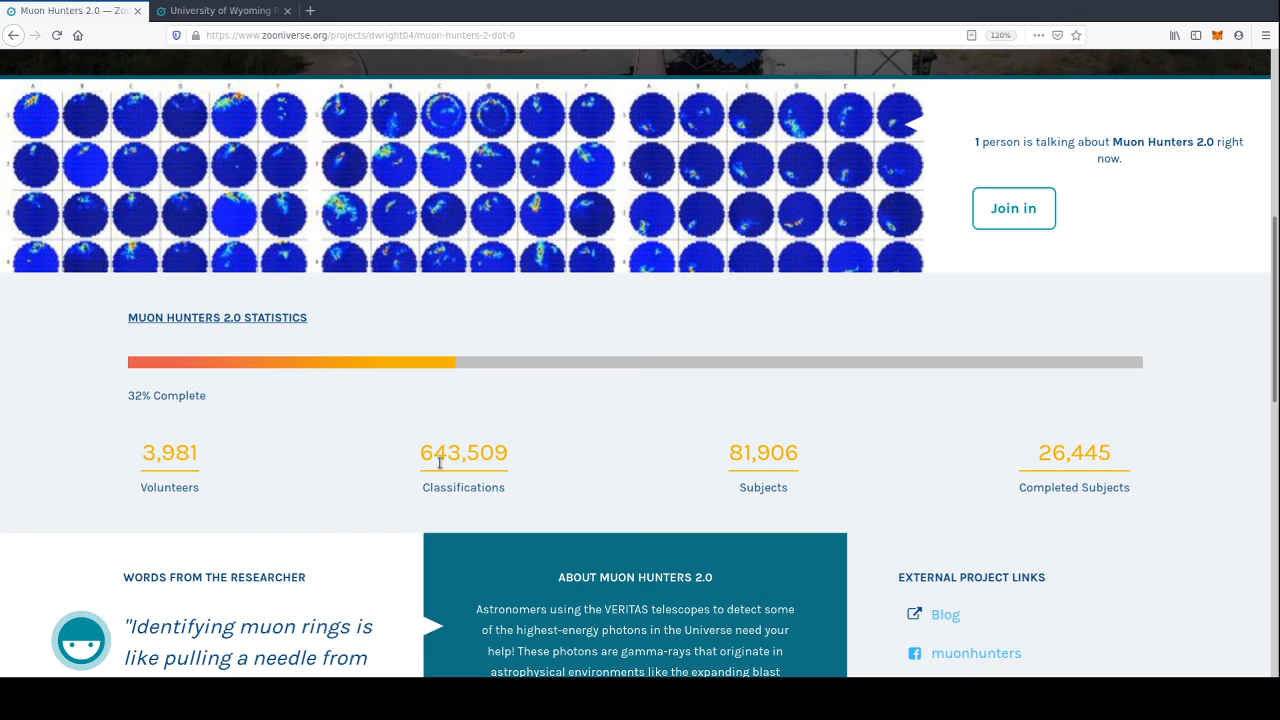 Muon Hunters 2.0 — Zoo
University of Wyoming R
https://www.zooniverse.org/projects/dwright04/muon-hunters-2-dot-0
120%
A B C D E F A B C D E F A B C D E F
1 person is talking about Muon Hunters 2.0 right
now.
Join in
MUON HUNTERS 2.0 STATISTICS
32% Complete
3,981
Volunteers
643,509
Classifications
81,906
Subjects
26,445
Completed Subjects
WORDS FROM THE RESEARCHER
"Identifying muon rings is
like pulling a needle from
ABOUT MUON HUNTERS 2.0
Astronomers using the VERITAS telescopes to detect some
of the highest-energy photons in the Universe need your
help! These photons are gamma-rays that originate in
astrophysical environments like the expanding blast
EXTERNAL PROJECT LINKS
Blog
muonhunters